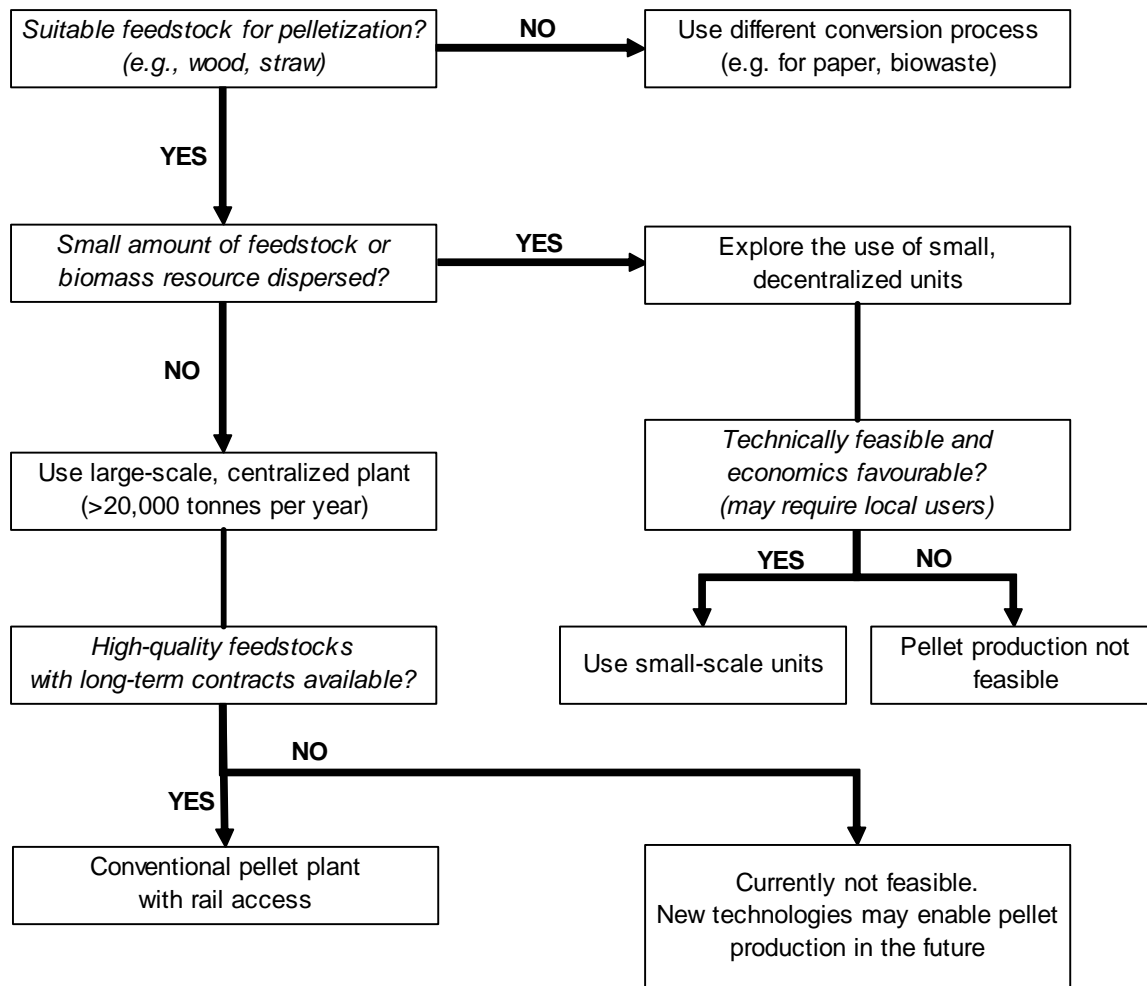 Suitable feedstock for pelletization?
(e.g., wood, straw)
NO
Use different conversion process
(e.g. for paper, biowaste)
YES
Small amount of feedstock or
biomass resource dispersed?
YES
Explore the use of small,
decentralized units
NO
Use large-scale, centralized plant
(>20,000 tonnes per year)
Technically feasible and
economics favourable?
(may require local users)
YES
NO
Use small-scale units
Pellet production not
feasible
High-quality feedstocks
with long-term contracts available?
NO
YES
Conventional pellet plant
with rail access
Currently not feasible.
New technologies may enable pellet
production in the future